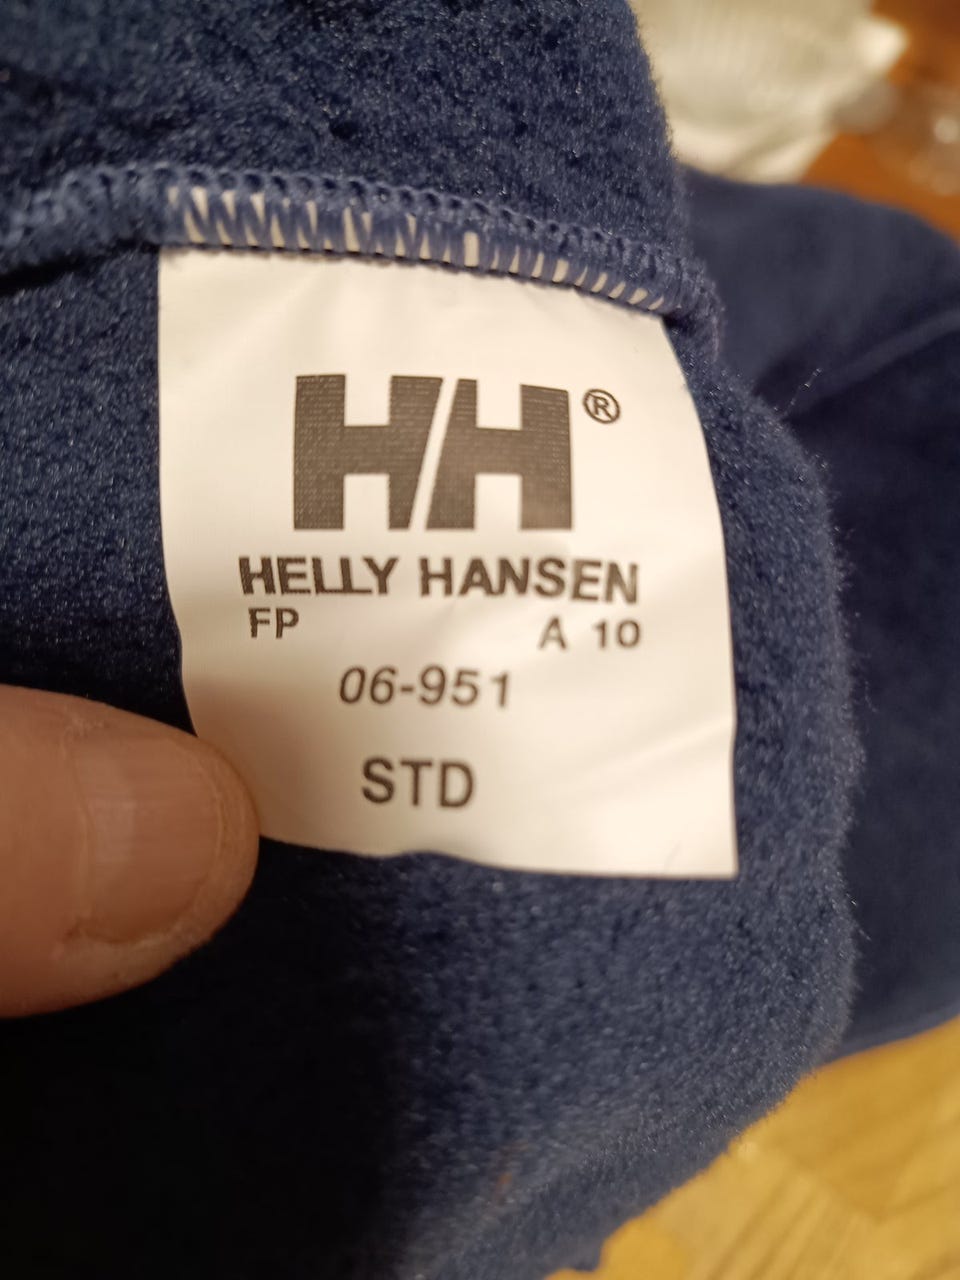 HH®
HELLY HANSEN
FP A 10
06-951
STD